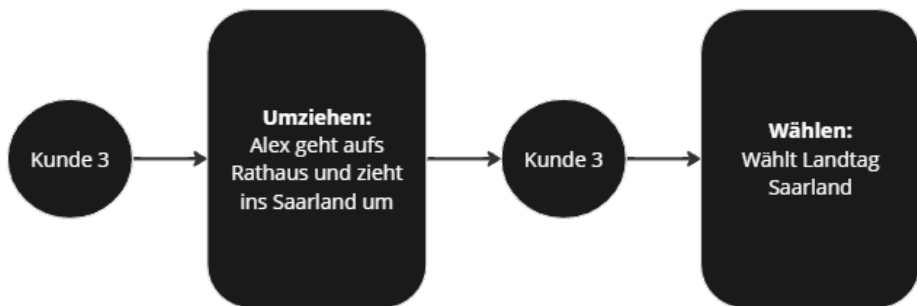 Kunde 3
Umziehen:
Alex geht aufs
Rathaus und zieht
ins Saarland um
Kunde 3
Wählen:
Wählt Landtag
Saarland